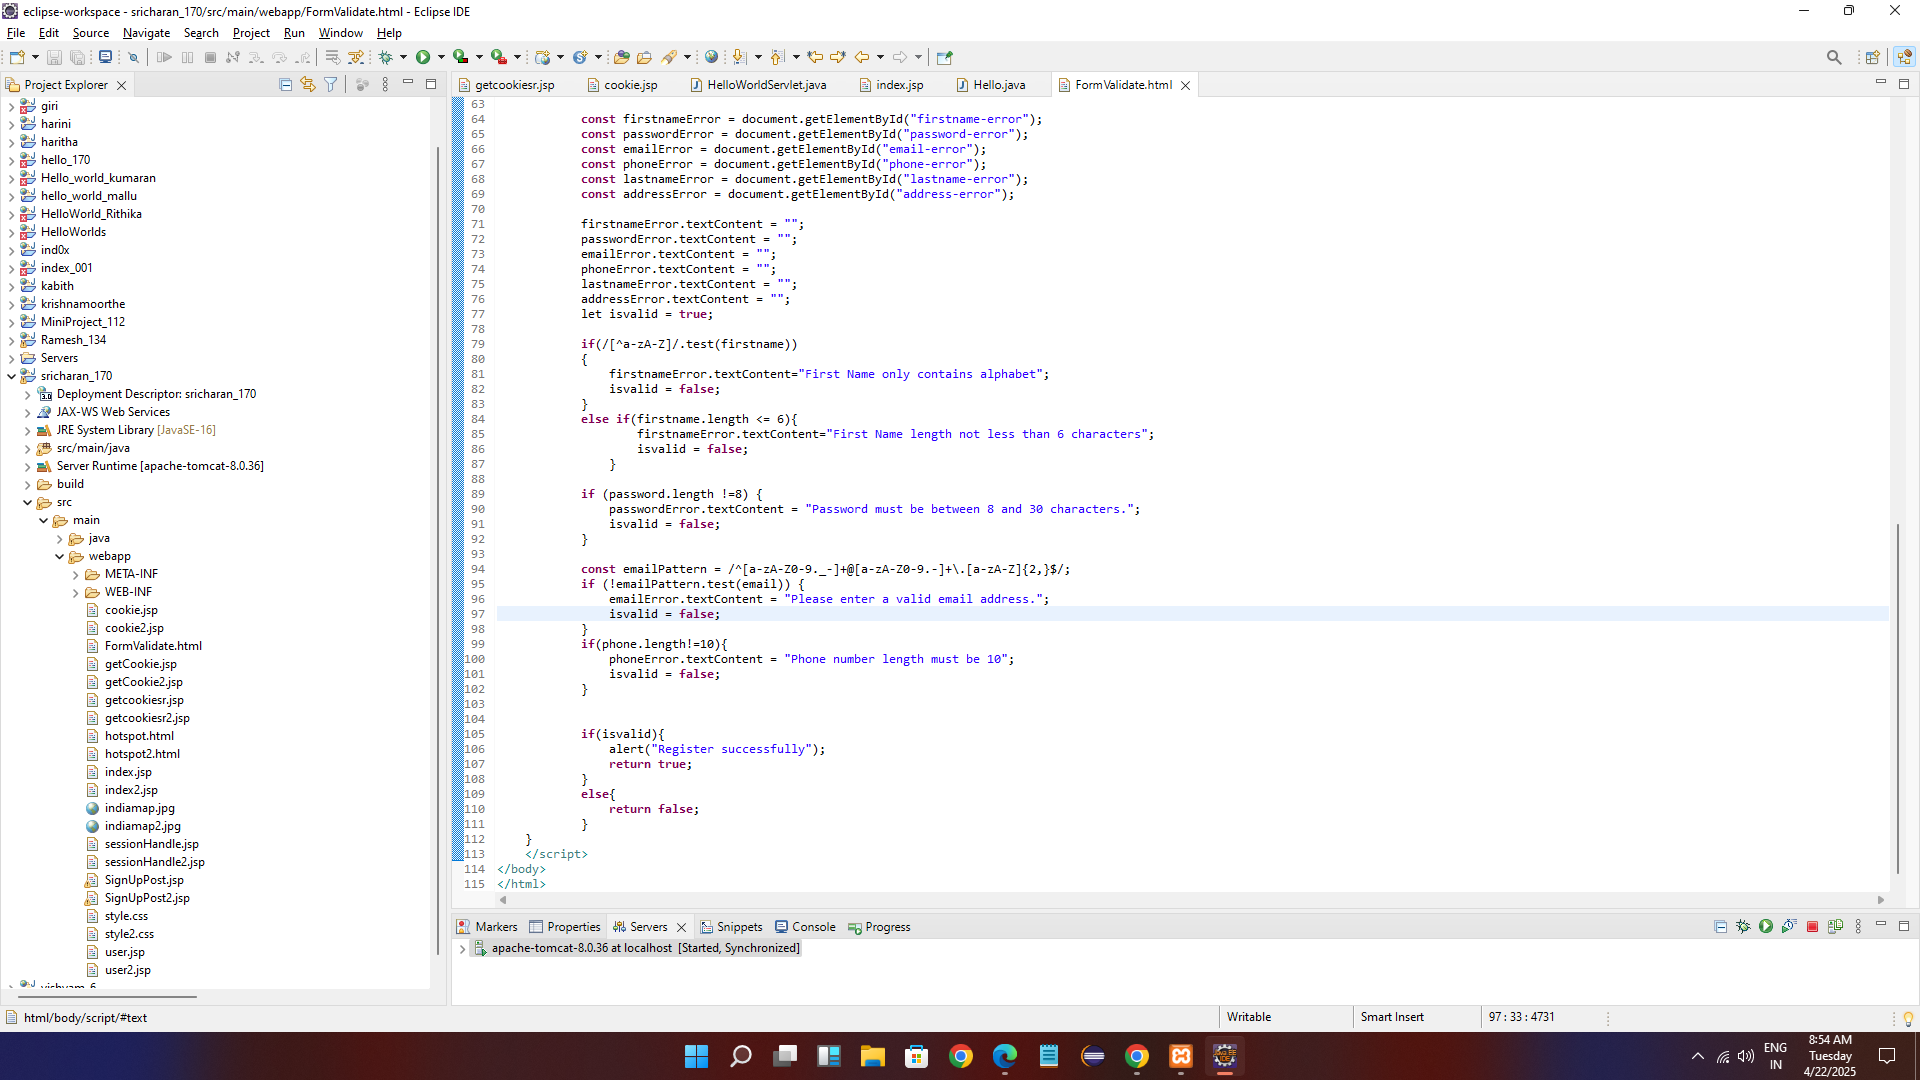 eclipse-workspace - sricharan_170/src/main/webapp/FormValidate.html - Eclipse IDE
File Edit Source Navigate Search Project Run Window Help
Project Explorer
giri
harini
haritha
hello_170
Hello_world_kumaran
hello_world_mallu
HelloWorld_Rithika
HelloWorlds
ind0x
index_001
kabith
krishnamoorthe
MiniProject_112
Ramesh_134
Servers
sricharan_170
Deployment Descriptor: sricharan_170
JAX-WS Web Services
JRE System Library [JavaSE-16]
src/main/java
Server Runtime [apache-tomcat-8.0.36]
build
src
main
java
webapp
META-INF
WEB-INF
cookie.jsp
cookie2.jsp
FormValidate.html
getCookie.jsp
getCookie2.jsp
getcookiesr.jsp
getcookiesr2.jsp
hotspot.html
hotspot2.html
index.jsp
index2.jsp
indiamap.jpg
indiamap2.jpg
sessionHandle.jsp
sessionHandle2.jsp
SignUpPost.jsp
SignUpPost2.jsp
style.css
style2.css
user.jsp
user2.jsp
getcookiesr.jsp cookie.jsp HelloWorldServlet.java index.jsp Hello.java FormValidate.html
63
64 const firstnameError = document.getElementById("firstname-error");
65 const passwordError = document.getElementById("password-error");
66 const emailError = document.getElementById("email-error");
67 const phoneError = document.getElementById("phone-error");
68 const lastnameError = document.getElementById("lastname-error");
69 const addressError = document.getElementById("address-error");
70
71 firstnameError.textContent = "";
72 passwordError.textContent = "";
73 emailError.textContent = "";
74 phoneError.textContent = "";
75 lastnameError.textContent = "";
76 addressError.textContent = "";
77 let isvalid = true;
78
79 if(/[^a-zA-Z]/.test(firstname))
80 {
81 firstnameError.textContent="First Name only contains alphabet";
82 isvalid = false;
83 }
84 else if(firstname.length <= 6){
85 firstnameError.textContent="First Name length not less than 6 characters";
86 isvalid = false;
87 }
88
89 if (password.length !=8) {
90 passwordError.textContent = "Password must be between 8 and 30 characters.";
91 isvalid = false;
92 }
93
94 const emailPattern = /^[a-zA-Z0-9._-]+@[a-zA-Z0-9.-]+\.[a-zA-Z]{2,}$/;
95 if (!emailPattern.test(email)) {
96 emailError.textContent = "Please enter a valid email address.";
97 isvalid = false;
98 }
99 if(phone.length!=10){
100 phoneError.textContent = "Phone number length must be 10";
101 isvalid = false;
102 }
103
104
105 if(isvalid){
106 alert("Register successfully");
107 return true;
108 }
109 else{
110 return false;
111 }
112 }
113 </script>
114 </body>
115 </html>
Markers Properties Servers Snippets Console Progress
apache-tomcat-8.0.36 at localhost [Started, Synchronized]
html/body/script/#text Writable Smart Insert 97 : 33 : 4731
ENG
IN
8:54 AM
Tuesday
4/22/2025